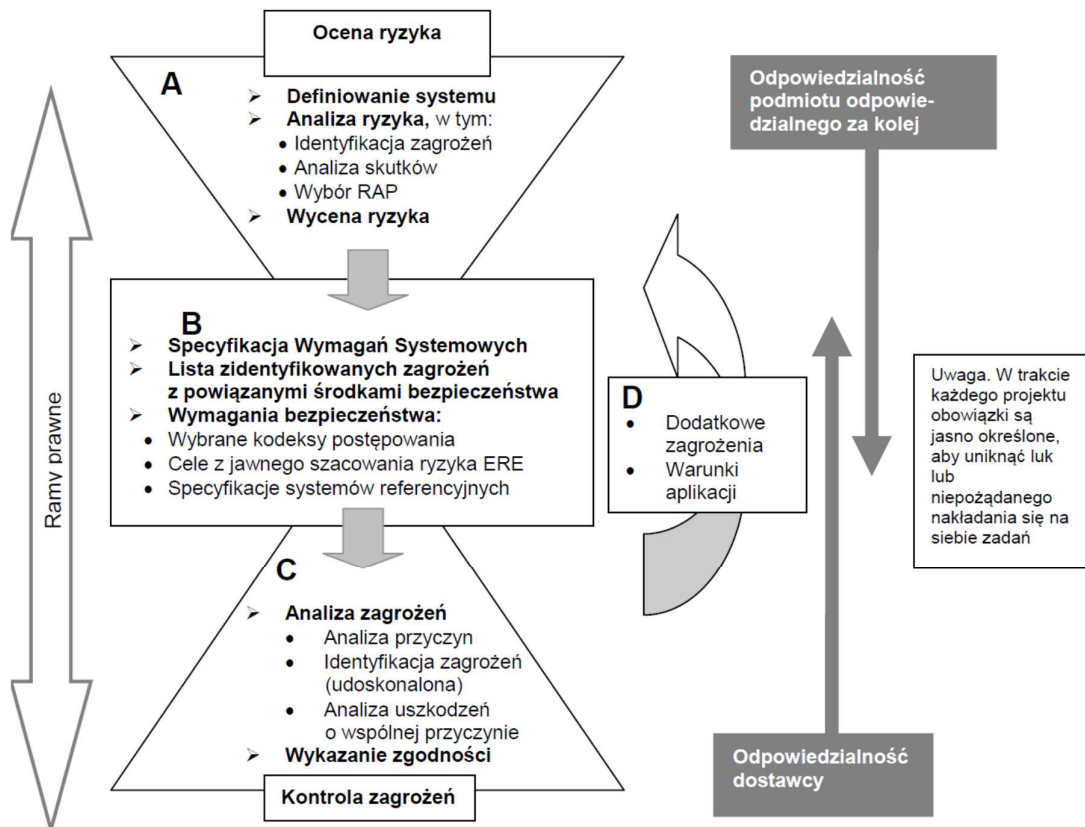 Ocena ryzyka
A
➢ Definiowanie systemu
➢ Analiza ryzyka, w tym:
• Identyfikacja zagrożeń
• Analiza skutków
• Wybór RAP
➢ Wycena ryzyka
B
➢ Specyfikacja Wymagań Systemowych
➢ Lista zidentyfikowanych zagrożeń
z powiązanymi środkami bezpieczeństwa
➢ Wymagania bezpieczeństwa:
• Wybrane kodeksy postępowania
• Cele z jawnego szacowania ryzyka ERE
• Specyfikacje systemów referencyjnych
C
➢ Analiza zagrożeń
• Analiza przyczyn
• Identyfikacja zagrożeń
(udoskonalona)
• Analiza uszkodzeń
o wspólnej przyczynie
➢ Wykazanie zgodności
Kontrola zagrożeń
Ramy prawne
D
• Dodatkowe
zagrożenia
• Warunki
aplikacji
Odpowiedzialność
podmiotu odpowie-
dzialnego za kolej
Uwaga. W trakcie
każdego projektu
obowiązki są
jasno określone,
aby uniknąć luk
lub
niepożądanego
nakładania się na
siebie zadań
Odpowiedzialność
dostawcy